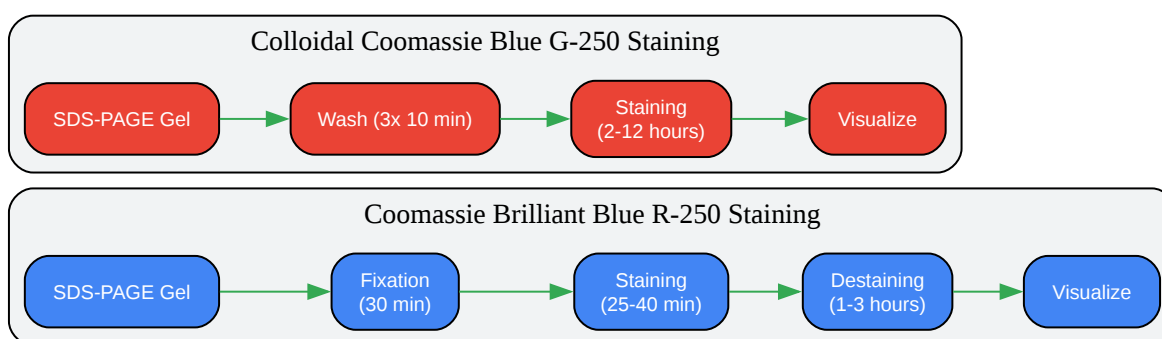 Colloidal Coomassie Blue G-250 Staining
SDS-PAGE Gel
Wash (3x 10 min)
Staining
(2-12 hours)
Visualize
Coomassie Brilliant Blue R-250 Staining
SDS-PAGE Gel
Fixation
(30 min)
Staining
(25-40 min)
Destaining
(1-3 hours)
Visualize